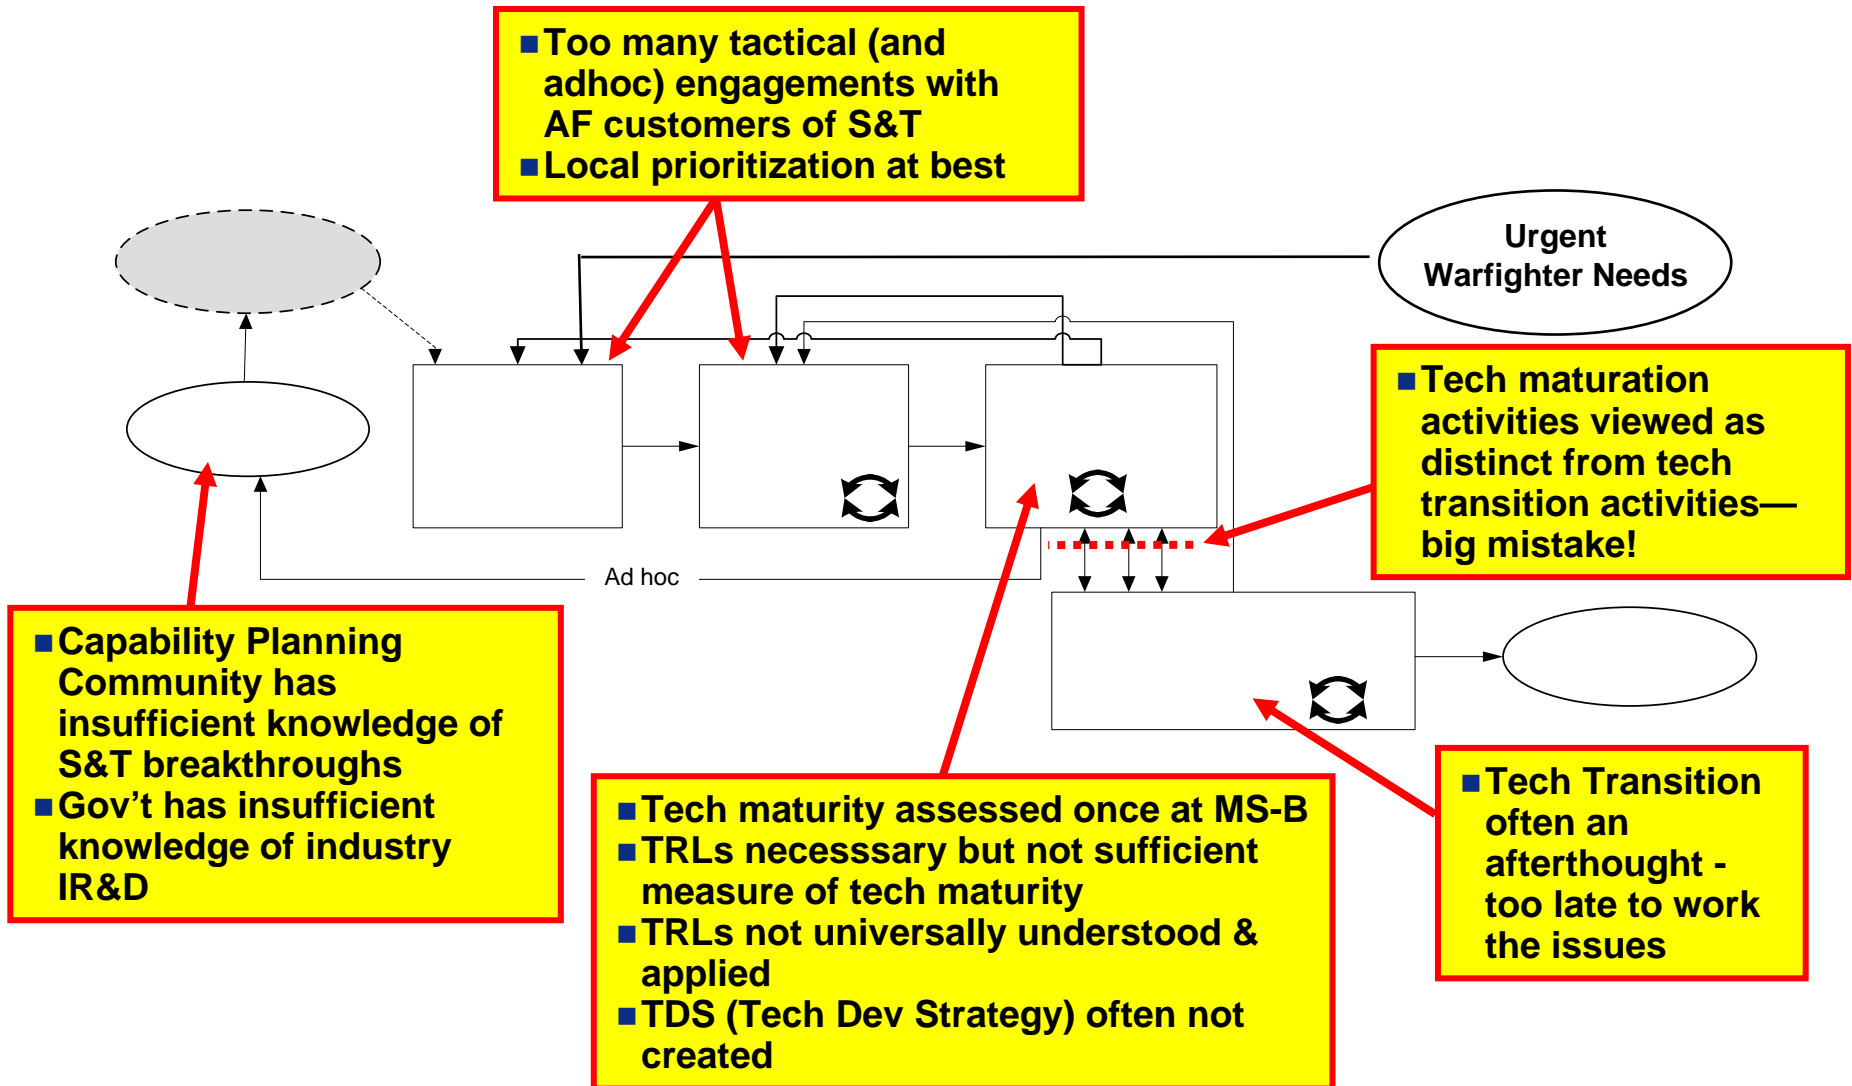 ■Too many tactical (and
adhoc) engagements with
AF customers of S&T
■Local prioritization at best
Urgent
Warfighter Needs
■Tech maturation
activities viewed as
distinct from tech
transition activities—
big mistake!
Ad hoc
■Capability Planning
Community has
insufficient knowledge of
S&T breakthroughs
■Gov’t has insufficient
knowledge of industry
IR&D
■Tech maturity assessed once at MS-B
■TRLs necesssary but not sufficient
measure of tech maturity
■TRLs not universally understood &
applied
■TDS (Tech Dev Strategy) often not
created
■Tech Transition
often an
afterthought -
too late to work
the issues